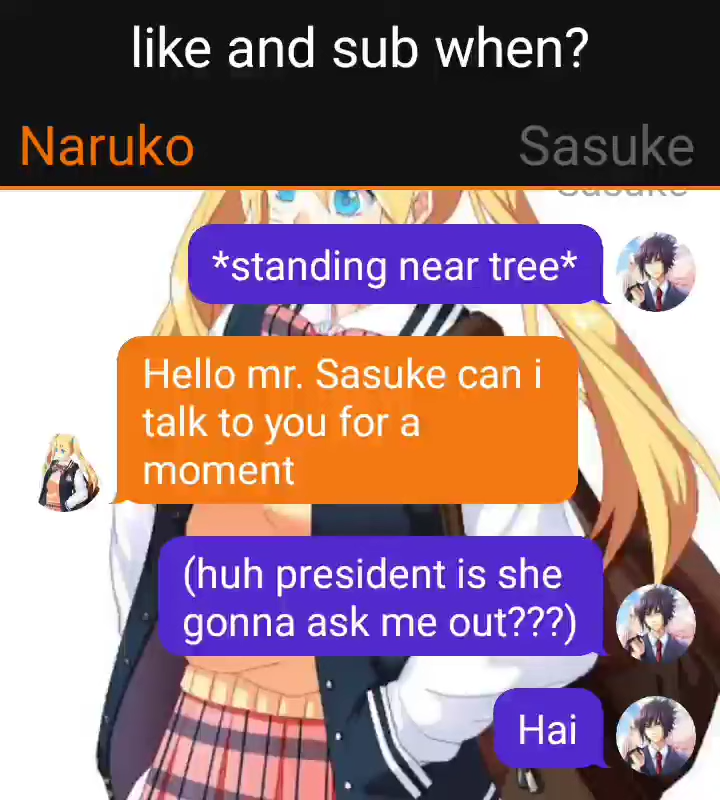 like and sub when?
Naruko
Sasuke
Sasuke
*standing near tree*
Hello mr. Sasuke can i
talk to you for a
moment
(huh president is she
gonna ask me out???)
Hai